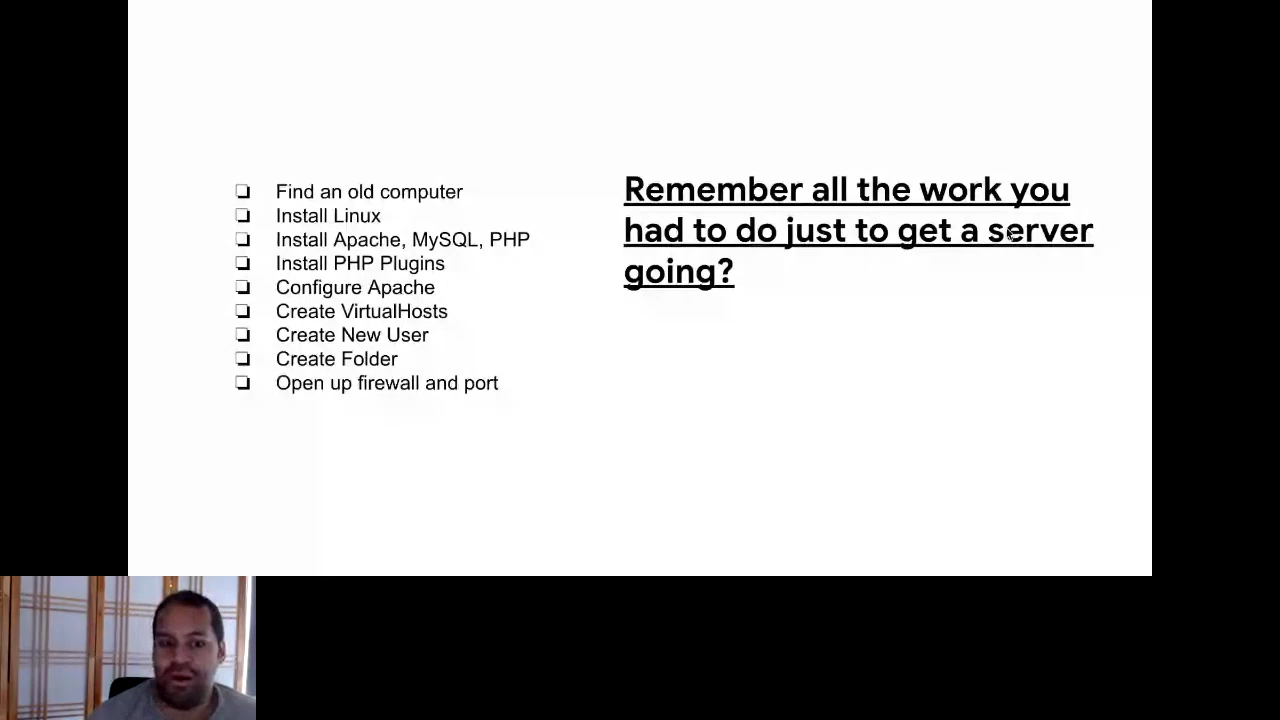 Find an old computer
Install Linux
Install Apache, MySQL, PHP
Install PHP Plugins
Configure Apache
Create VirtualHosts
Create New User
Create Folder
Open up firewall and port
Remember all the work you
had to do just to get a server
going?